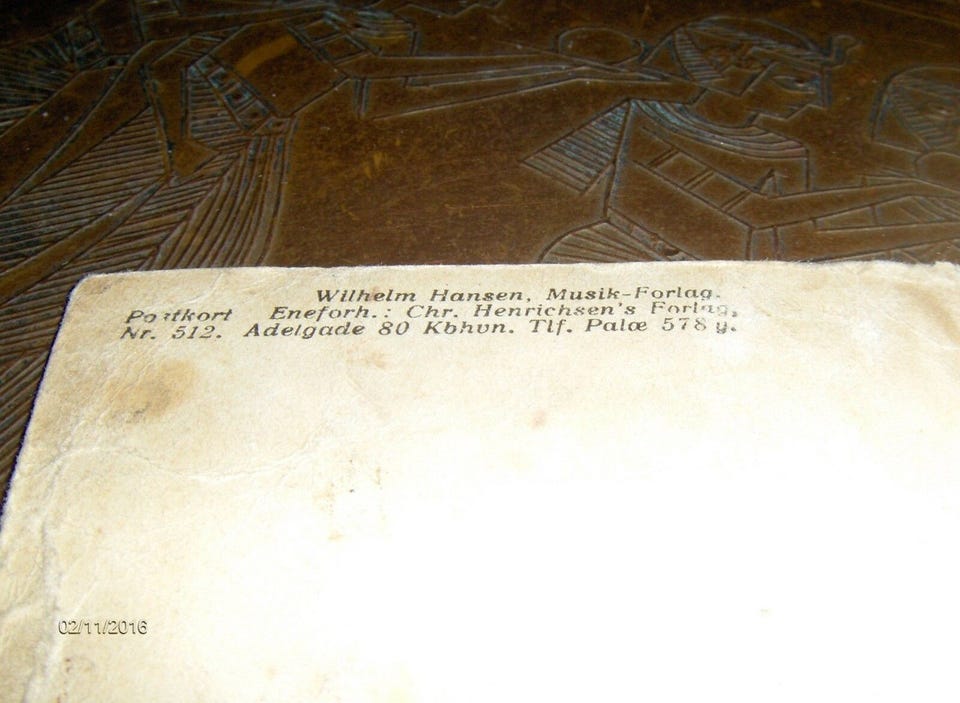 Wilhelm Hansen, Musik-Forlag.
Postkort Eneforh.: Chr. Henrichsen's Forlag,
Nr. 512. Adelgade 80 Kbhvn. Tlf. Palæ 578 y.
02/11/2016